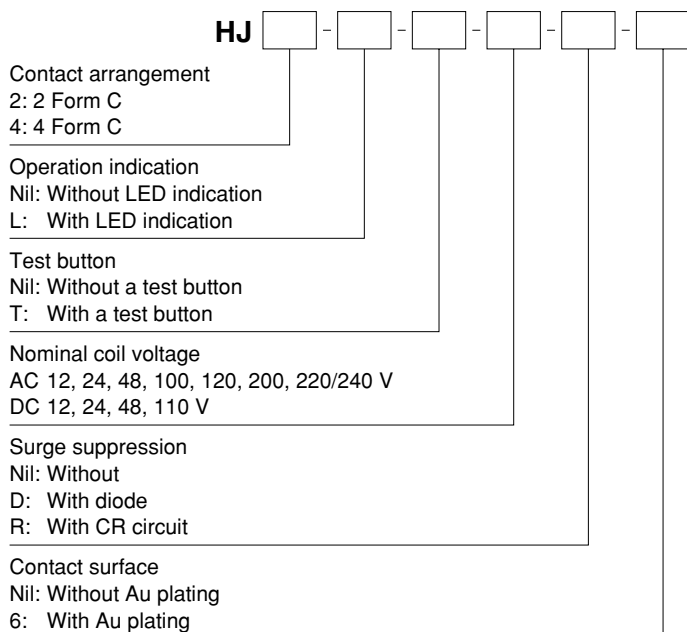 HJ - - - - -
Contact arrangement
2: 2 Form C
4: 4 Form C
Operation indication
Nil: Without LED indication
L: With LED indication
Test button
Nil: Without a test button
T: With a test button
Nominal coil voltage
AC 12, 24, 48, 100, 120, 200, 220/240 V
DC 12, 24, 48, 110 V
Surge suppression
Nil: Without
D: With diode
R: With CR circuit
Contact surface
Nil: Without Au plating
6: With Au plating